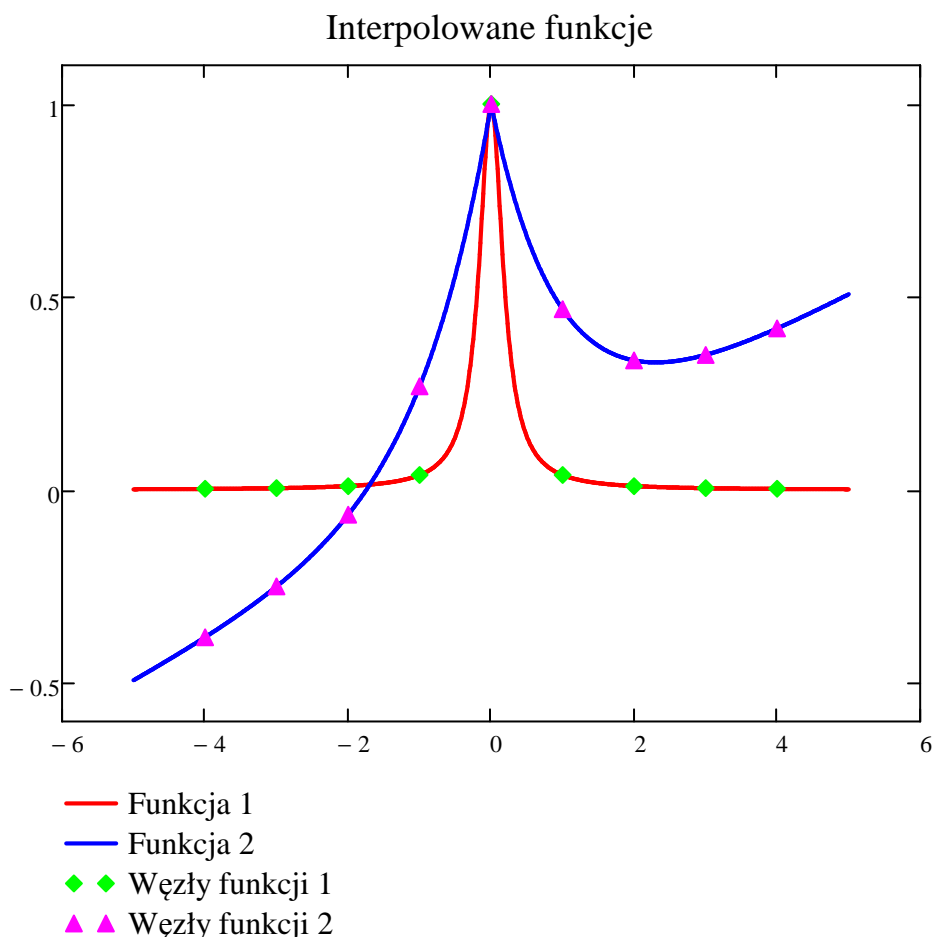 Interpolowane funkcje
1
0.5
0
− 0.5
− 6 − 4 − 2 0 2 4 6
Funkcja 1
Funkcja 2
Węzły funkcji 1
Węzły funkcji 2